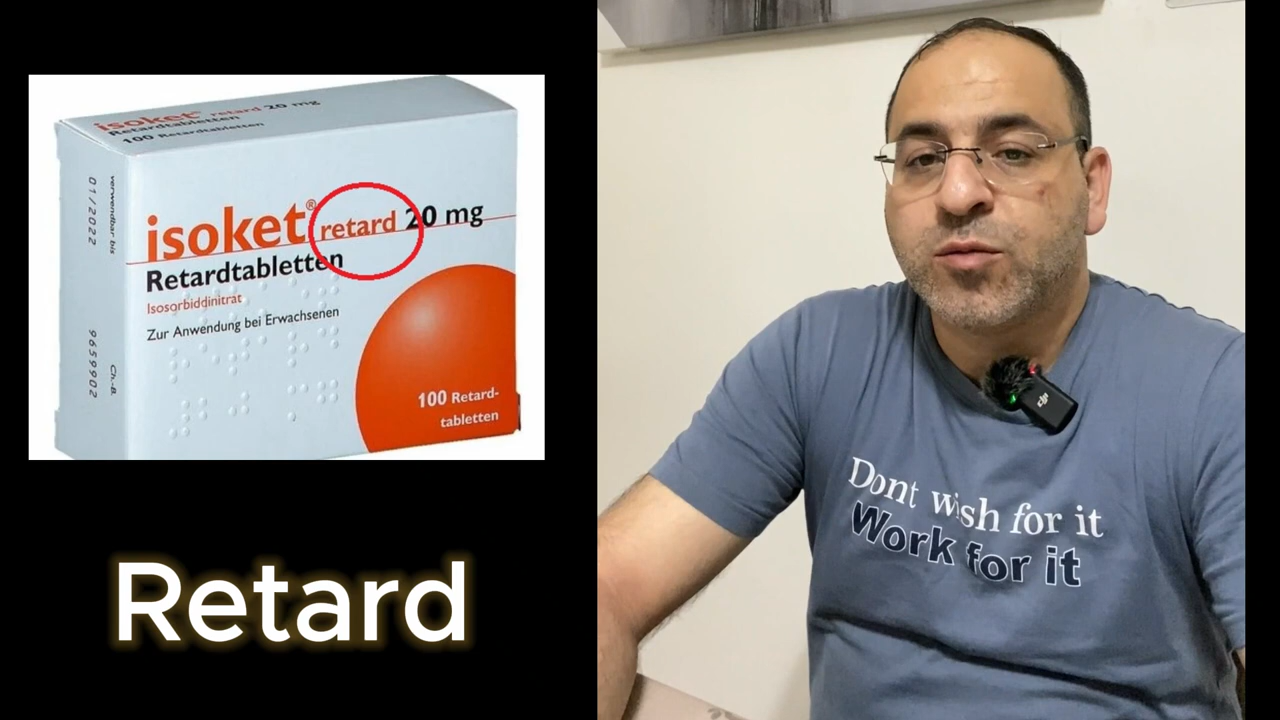 isoket® retard 20 mg
Retardtabletten
100 Retardtabletten
verwendbar bis
01/2022
Ch.-B.
9659902
isoket® retard 20 mg
Retardtabletten
Isosorbiddinitrat
Zur Anwendung bei Erwachsenen
100 Retard-
tabletten
Retard
dji
Dont wish for it
Work for it